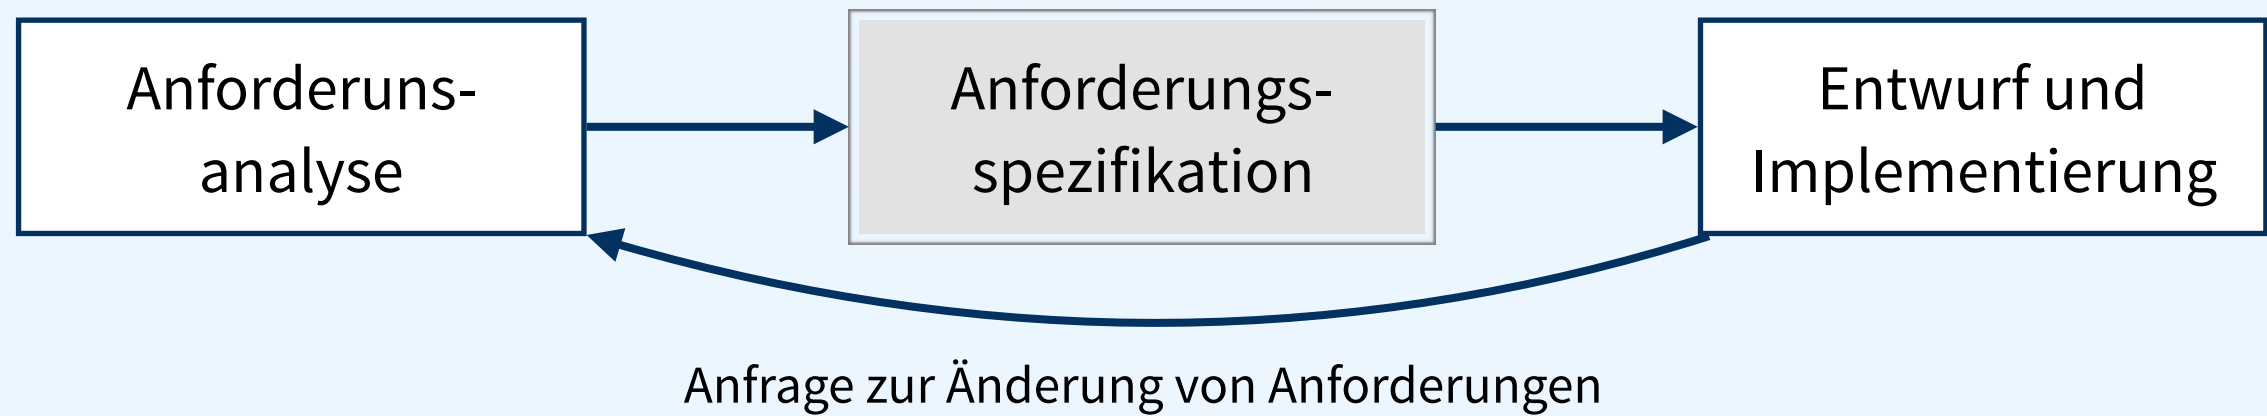 Anforderuns-
analyse
Anforderungs-
spezifikation
Entwurf und
Implementierung
Anfrage zur Änderung von Anforderungen